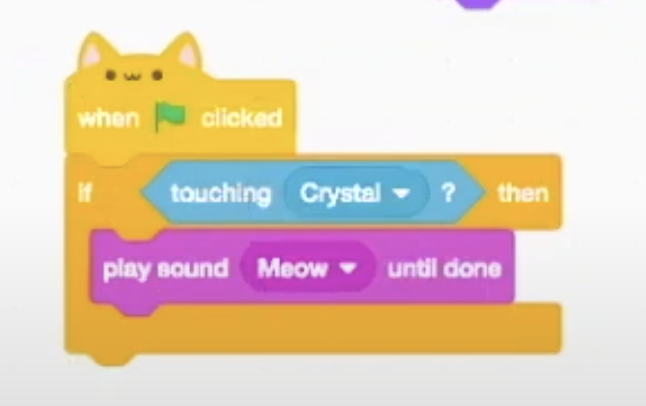 when clicked
if touching Crystal ? then
play sound Meow until done